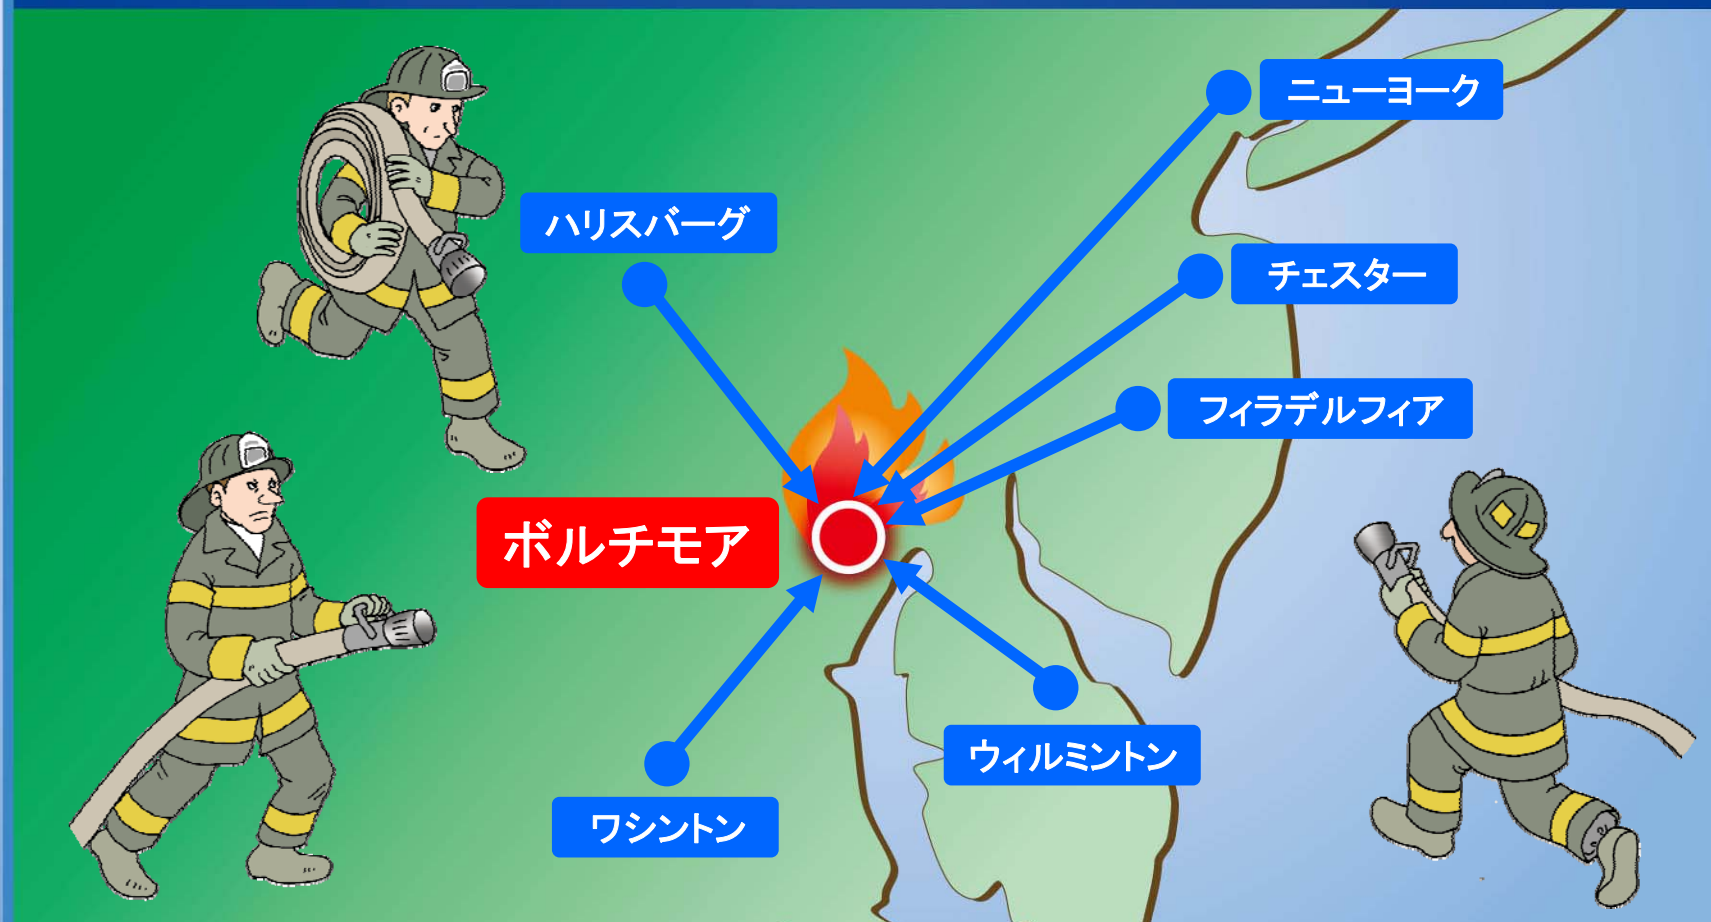 ニューヨーク
ハリスバーグ
チェスター
フィラデルフィア
ボルチモア
ウィルミントン
ワシントン